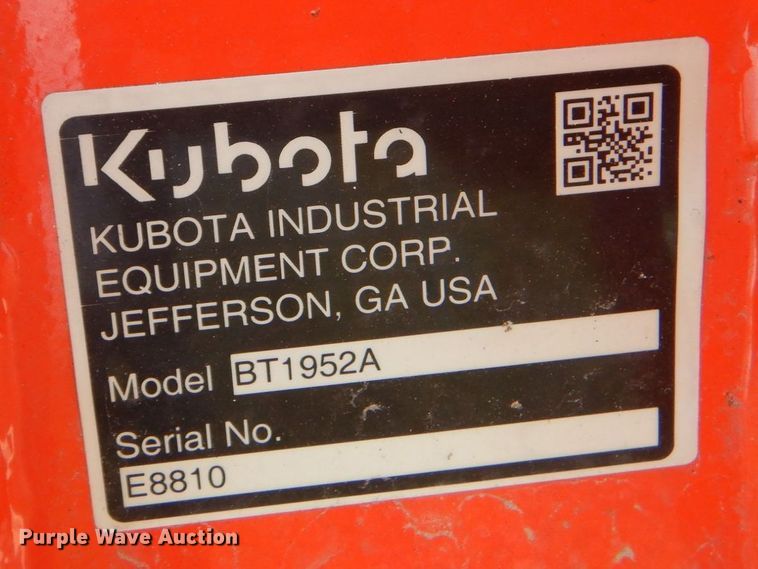 Kubota
KUBOTA INDUSTRIAL
EQUIPMENT CORP.
JEFFERSON, GA USA
Model BT1952A
Serial No.
E8810
Purple Wave Auction